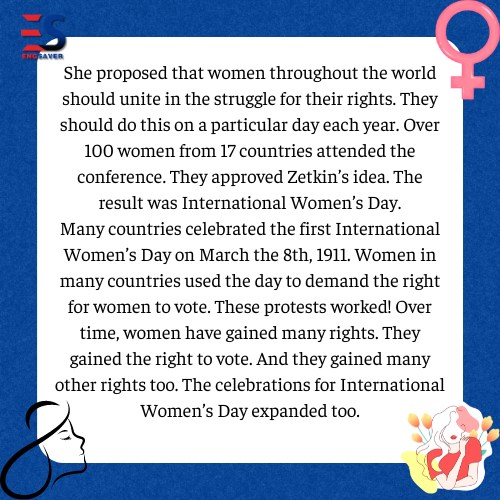 ES
ENDSAVER
She proposed that women throughout the world
should unite in the struggle for their rights. They
should do this on a particular day each year. Over
100 women from 17 countries attended the
conference. They approved Zetkin’s idea. The
result was International Women’s Day.
Many countries celebrated the first International
Women’s Day on March the 8th, 1911. Women in
many countries used the day to demand the right
for women to vote. These protests worked! Over
time, women have gained many rights. They
gained the right to vote. And they gained many
other rights too. The celebrations for International
Women’s Day expanded too.